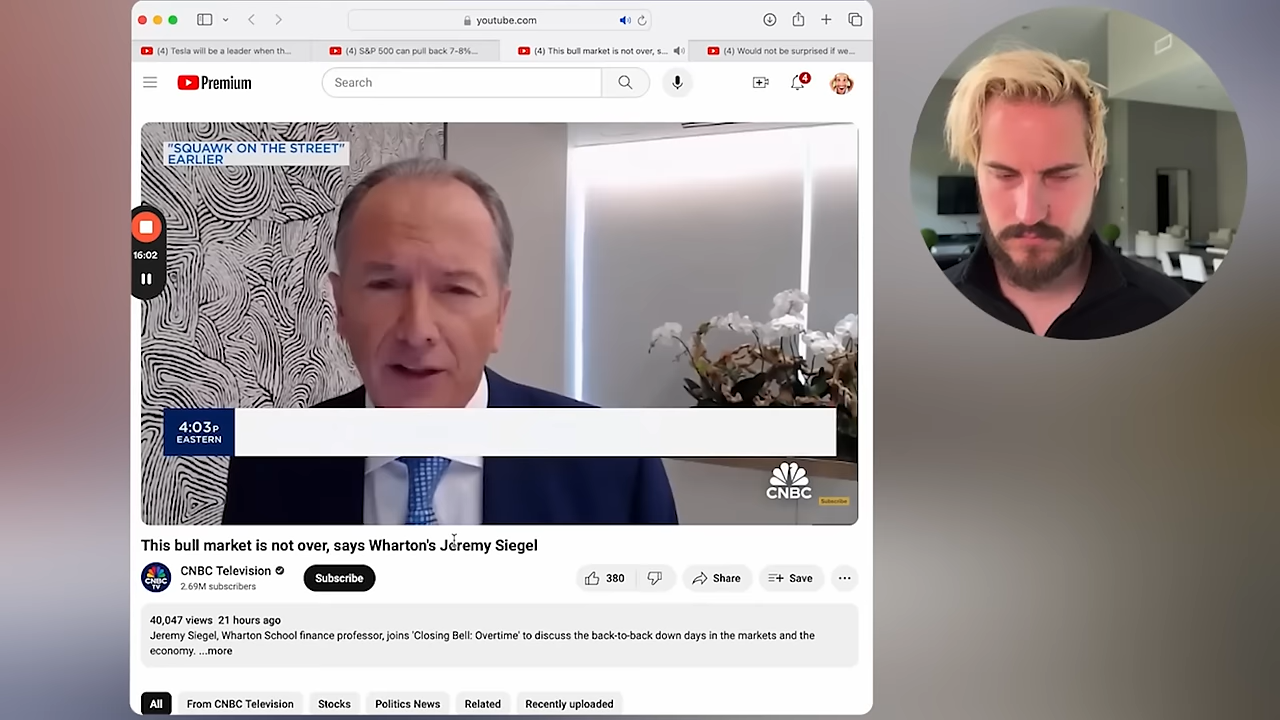 youtube.com
(4) Tesla will be a leader when th...
(4) S&P 500 can pull back 7-8%...
(4) This bull market is not over, s...
(4) Would not be surprised if we...
Premium
Search
4
"SQUAWK ON THE STREET"
EARLIER
16:02
4:03P
EASTERN
CNBC
Subscribe
This bull market is not over, says Wharton's Jeremy Siegel
CNBC
TV
CNBC Television
2.69M subscribers
Subscribe
380
Share
Save
40,047 views 21 hours ago
Jeremy Siegel, Wharton School finance professor, joins 'Closing Bell: Overtime' to discuss the back-to-back down days in the markets and the
economy. ...more
All
From CNBC Television
Stocks
Politics News
Related
Recently uploaded